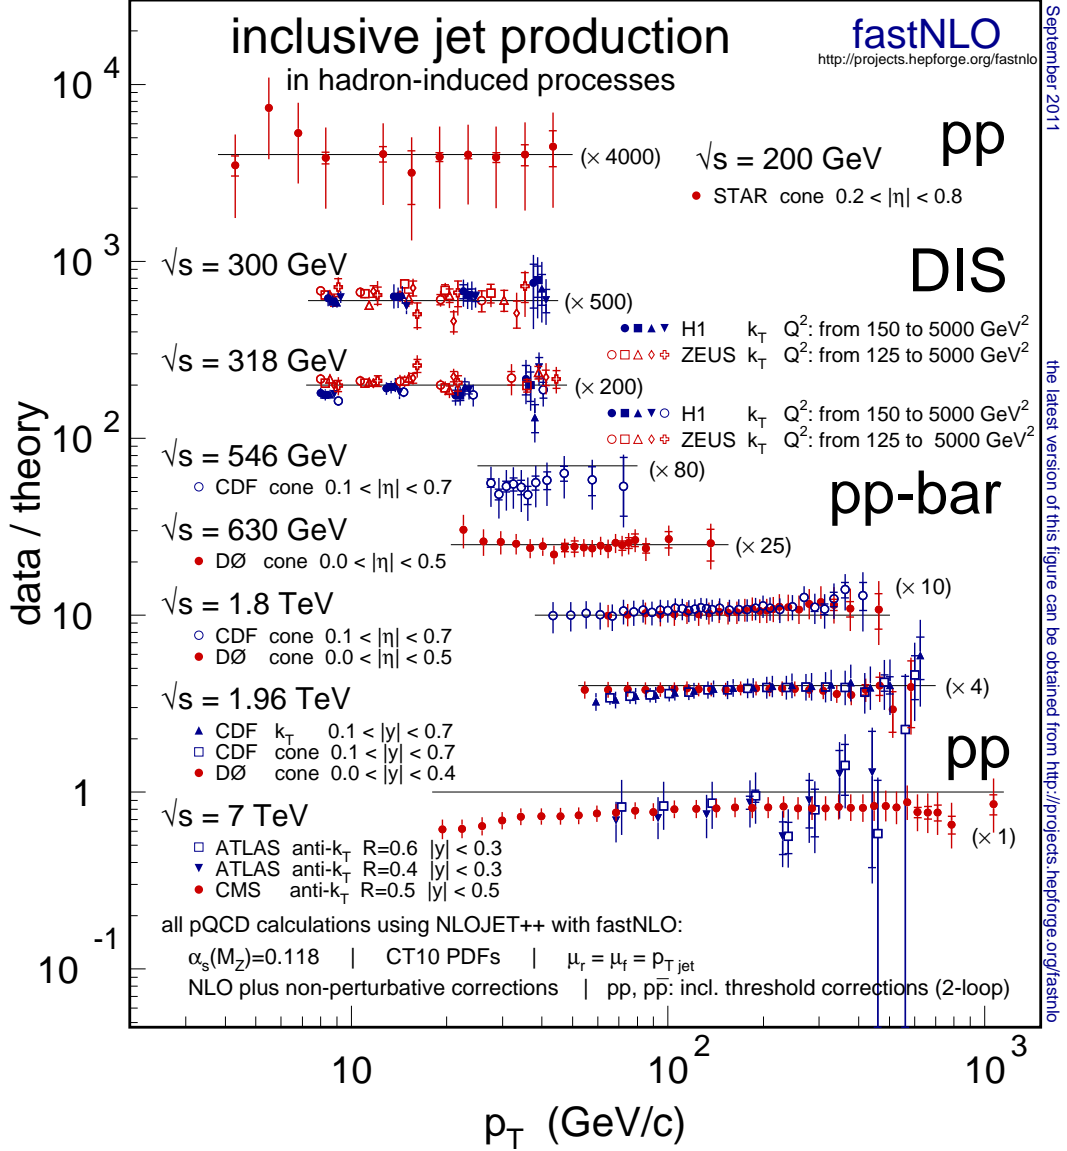 inclusive jet production
in hadron-induced processes
fastNLO
http://projects.hepforge.org/fastnlo
September 2011
the latest version of this figure can be obtained from http://projects.hepforge.org/fastnlo
data / theory
10^4
10^3
10^2
10
1
10^-1
pp
(× 4000)
√s = 200 GeV
STAR cone 0.2 < |η| < 0.8
DIS
√s = 300 GeV
(× 500)
H1 k_T Q²: from 150 to 5000 GeV²
ZEUS k_T Q²: from 125 to 5000 GeV²
√s = 318 GeV
(× 200)
H1 k_T Q²: from 150 to 5000 GeV²
ZEUS k_T Q²: from 125 to 5000 GeV²
pp-bar
√s = 546 GeV
(× 80)
CDF cone 0.1 < |η| < 0.7
√s = 630 GeV
(× 25)
DØ cone 0.0 < |η| < 0.5
√s = 1.8 TeV
(× 10)
CDF cone 0.1 < |η| < 0.7
DØ cone 0.0 < |η| < 0.5
√s = 1.96 TeV
(× 4)
CDF k_T 0.1 < |y| < 0.7
CDF cone 0.1 < |y| < 0.7
DØ cone 0.0 < |y| < 0.4
pp
√s = 7 TeV
(× 1)
ATLAS anti-k_T R=0.6 |y| < 0.3
ATLAS anti-k_T R=0.4 |y| < 0.3
CMS anti-k_T R=0.5 |y| < 0.5
all pQCD calculations using NLOJET++ with fastNLO:
α_s(M_Z)=0.118 | CT10 PDFs | μ_r = μ_f = p_T jet
NLO plus non-perturbative corrections | pp, pp̅: incl. threshold corrections (2-loop)
10 10^2 10^3
p_T (GeV/c)